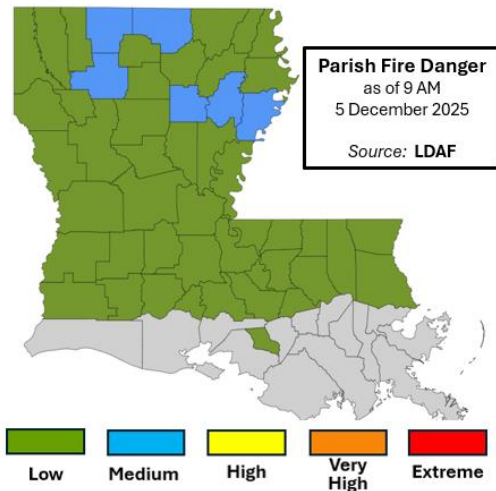 Parish Fire Danger
as of 9 AM
5 December 2025
Source: LDAF
Low
Medium
High
Very
High
Extreme